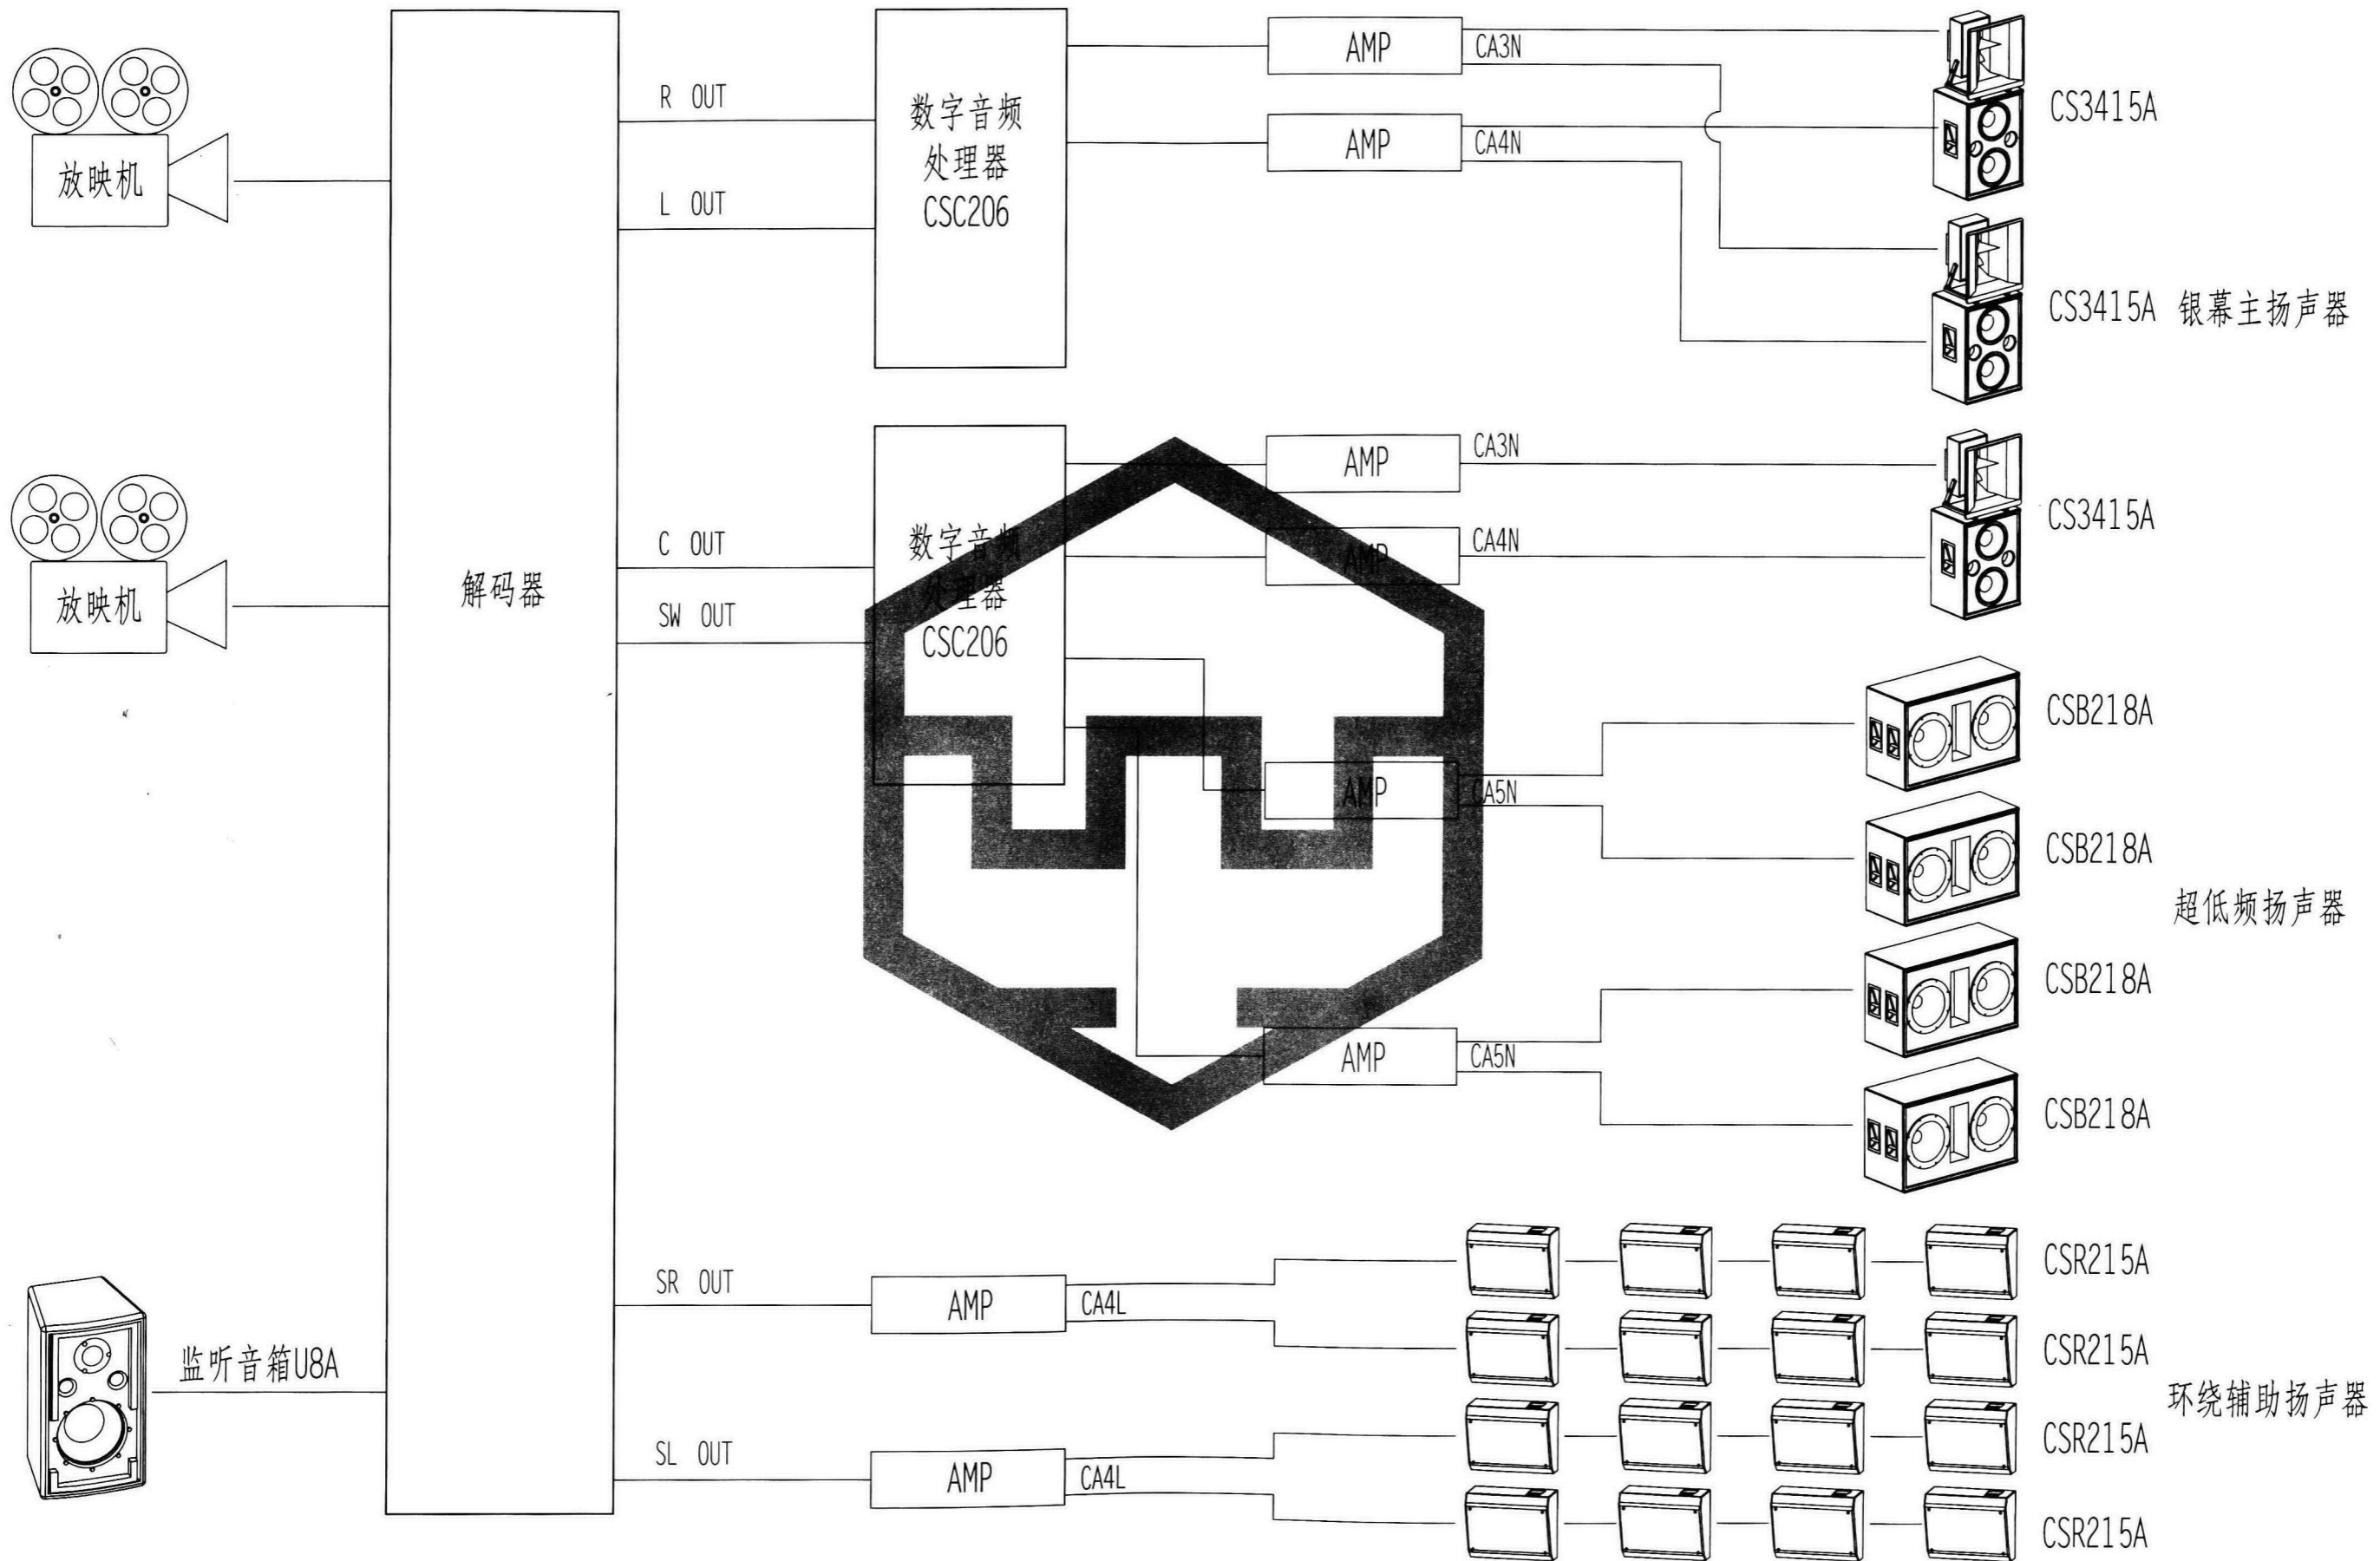 放映机
放映机
监听音箱U8A
解码器
R OUT
L OUT
C OUT
SW OUT
SR OUT
SL OUT
数字音频
处理器
CSC206
数字音频
处理器
CSC206
AMP
CA3N
AMP
CA4N
AMP
CA3N
AMP
CA4N
AMP
CA5N
AMP
CA5N
AMP
CA4L
AMP
CA4L
CS3415A
CS3415A 银幕主扬声器
CS3415A
CSB218A
CSB218A
超低频扬声器
CSB218A
CSB218A
CSR215A
CSR215A
环绕辅助扬声器
CSR215A
CSR215A